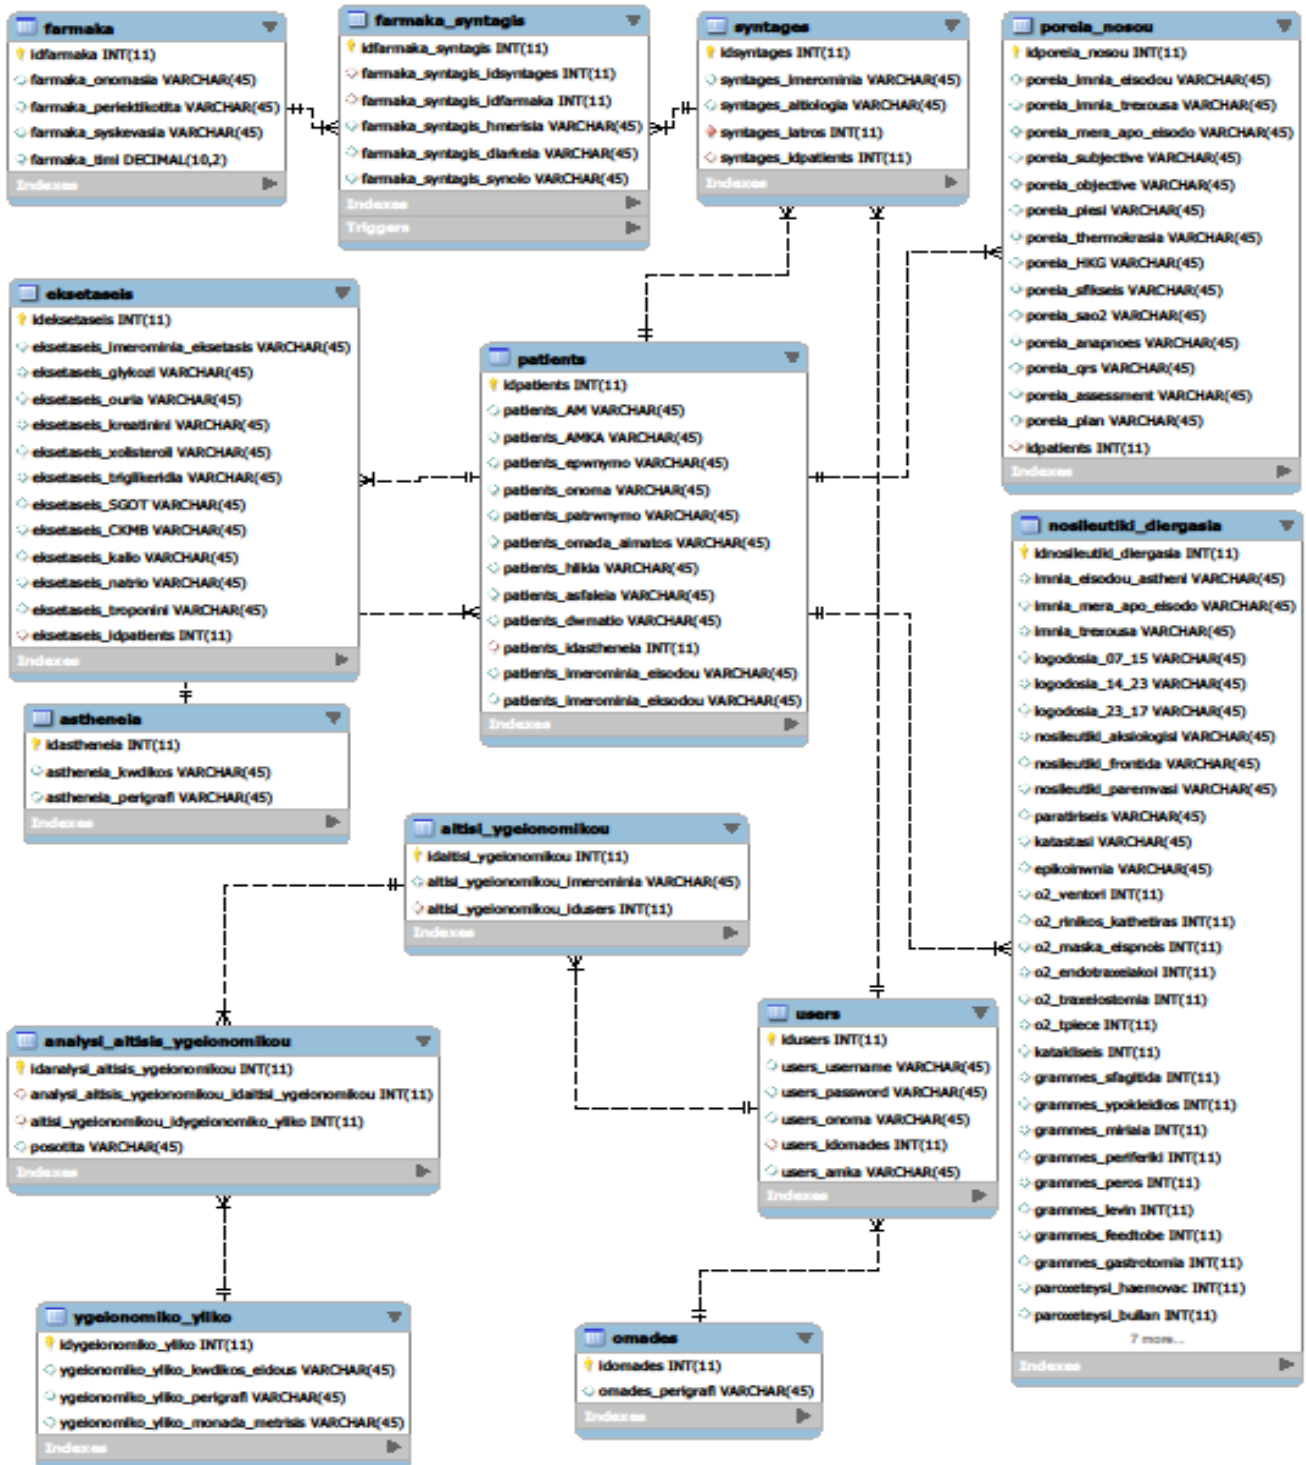 farmaka
idfarmaka INT(11)
farmaka_onomasia VARCHAR(45)
farmaka_periektikotita VARCHAR(45)
farmaka_syskevasia VARCHAR(45)
farmaka_timi DECIMAL(10,2)
Indexes
farmaka_syntagis
idfarmaka_syntagis INT(11)
farmaka_syntagis_idsyntages INT(11)
farmaka_syntagis_idfarmaka INT(11)
farmaka_syntagis_hmerisia VARCHAR(45)
farmaka_syntagis_diarkeia VARCHAR(45)
farmaka_syntagis_synolo VARCHAR(45)
Indexes
Triggers
syntages
idsyntages INT(11)
syntages_imerominia VARCHAR(45)
syntages_aitiologia VARCHAR(45)
syntages_iatros INT(11)
syntages_idpatients INT(11)
Indexes
poreia_nosou
idporeia_nosou INT(11)
poreia_imnia_eisodou VARCHAR(45)
poreia_imnia_trexousa VARCHAR(45)
poreia_mera_apo_eisodo VARCHAR(45)
poreia_subjective VARCHAR(45)
poreia_objective VARCHAR(45)
poreia_piesi VARCHAR(45)
poreia_thermokrasia VARCHAR(45)
poreia_HKG VARCHAR(45)
poreia_sfikseis VARCHAR(45)
poreia_sao2 VARCHAR(45)
poreia_anapnoes VARCHAR(45)
poreia_qrs VARCHAR(45)
poreia_assessment VARCHAR(45)
poreia_plan VARCHAR(45)
idpatients INT(11)
Indexes
eksetaseis
ideksetaseis INT(11)
eksetaseis_imerominia_eksetasis VARCHAR(45)
eksetaseis_glykozi VARCHAR(45)
eksetaseis_ouria VARCHAR(45)
eksetaseis_kreatinini VARCHAR(45)
eksetaseis_xolisteroli VARCHAR(45)
eksetaseis_triglikeridia VARCHAR(45)
eksetaseis_SGOT VARCHAR(45)
eksetaseis_CKMB VARCHAR(45)
eksetaseis_kalio VARCHAR(45)
eksetaseis_natrio VARCHAR(45)
eksetaseis_troponini VARCHAR(45)
eksetaseis_idpatients INT(11)
Indexes
patients
idpatients INT(11)
patients_AM VARCHAR(45)
patients_AMKA VARCHAR(45)
patients_epwnymo VARCHAR(45)
patients_onoma VARCHAR(45)
patients_patrwnymo VARCHAR(45)
patients_omada_aimatos VARCHAR(45)
patients_hlikia VARCHAR(45)
patients_asfaleia VARCHAR(45)
patients_dwmatio VARCHAR(45)
patients_idastheneia INT(11)
patients_imerominia_eisodou VARCHAR(45)
patients_imerominia_eksodou VARCHAR(45)
Indexes
nosileutiki_diergasia
idnosileutiki_diergasia INT(11)
imnia_eisodou_astheni VARCHAR(45)
imnia_mera_apo_eisodo VARCHAR(45)
imnia_trexousa VARCHAR(45)
logodosia_07_15 VARCHAR(45)
logodosia_14_23 VARCHAR(45)
logodosia_23_17 VARCHAR(45)
nosileutiki_aksiologisi VARCHAR(45)
nosileutiki_frontida VARCHAR(45)
nosileutiki_paremvasi VARCHAR(45)
paratiriseis VARCHAR(45)
katastasi VARCHAR(45)
epikoinwnia VARCHAR(45)
o2_ventori INT(11)
o2_rinikos_kathetiras INT(11)
o2_maska_eispnois INT(11)
o2_endotraxeiakoi INT(11)
o2_traxeiostomia INT(11)
o2_tpiece INT(11)
katakliseis INT(11)
grammes_sfagitida INT(11)
grammes_ypokleidios INT(11)
grammes_miriaia INT(11)
grammes_periferiki INT(11)
grammes_peros INT(11)
grammes_levin INT(11)
grammes_feedtobe INT(11)
grammes_gastrotomia INT(11)
paroxeteysi_haemovac INT(11)
paroxeteysi_bullan INT(11)
7 more...
Indexes
astheneia
idastheneia INT(11)
astheneia_kwdikos VARCHAR(45)
astheneia_perigrafi VARCHAR(45)
Indexes
aitisi_ygeionomikou
idaitisi_ygeionomikou INT(11)
aitisi_ygeionomikou_imerominia VARCHAR(45)
aitisi_ygeionomikou_idusers INT(11)
Indexes
users
idusers INT(11)
users_username VARCHAR(45)
users_password VARCHAR(45)
users_onoma VARCHAR(45)
users_idomades INT(11)
users_amka VARCHAR(45)
Indexes
analysi_aitisis_ygeionomikou
idanalysi_aitisis_ygeionomikou INT(11)
analysi_aitisis_ygeionomikou_idaitisi_ygeionomikou INT(11)
aitisi_ygeionomikou_idygeionomiko_yliko INT(11)
posotita VARCHAR(45)
Indexes
ygeionomiko_yliko
idygeionomiko_yliko INT(11)
ygeionomiko_yliko_kwdikos_eidous VARCHAR(45)
ygeionomiko_yliko_perigrafi VARCHAR(45)
ygeionomiko_yliko_monada_metrisis VARCHAR(45)
Indexes
omades
idomades INT(11)
omades_perigrafi VARCHAR(45)
Indexes